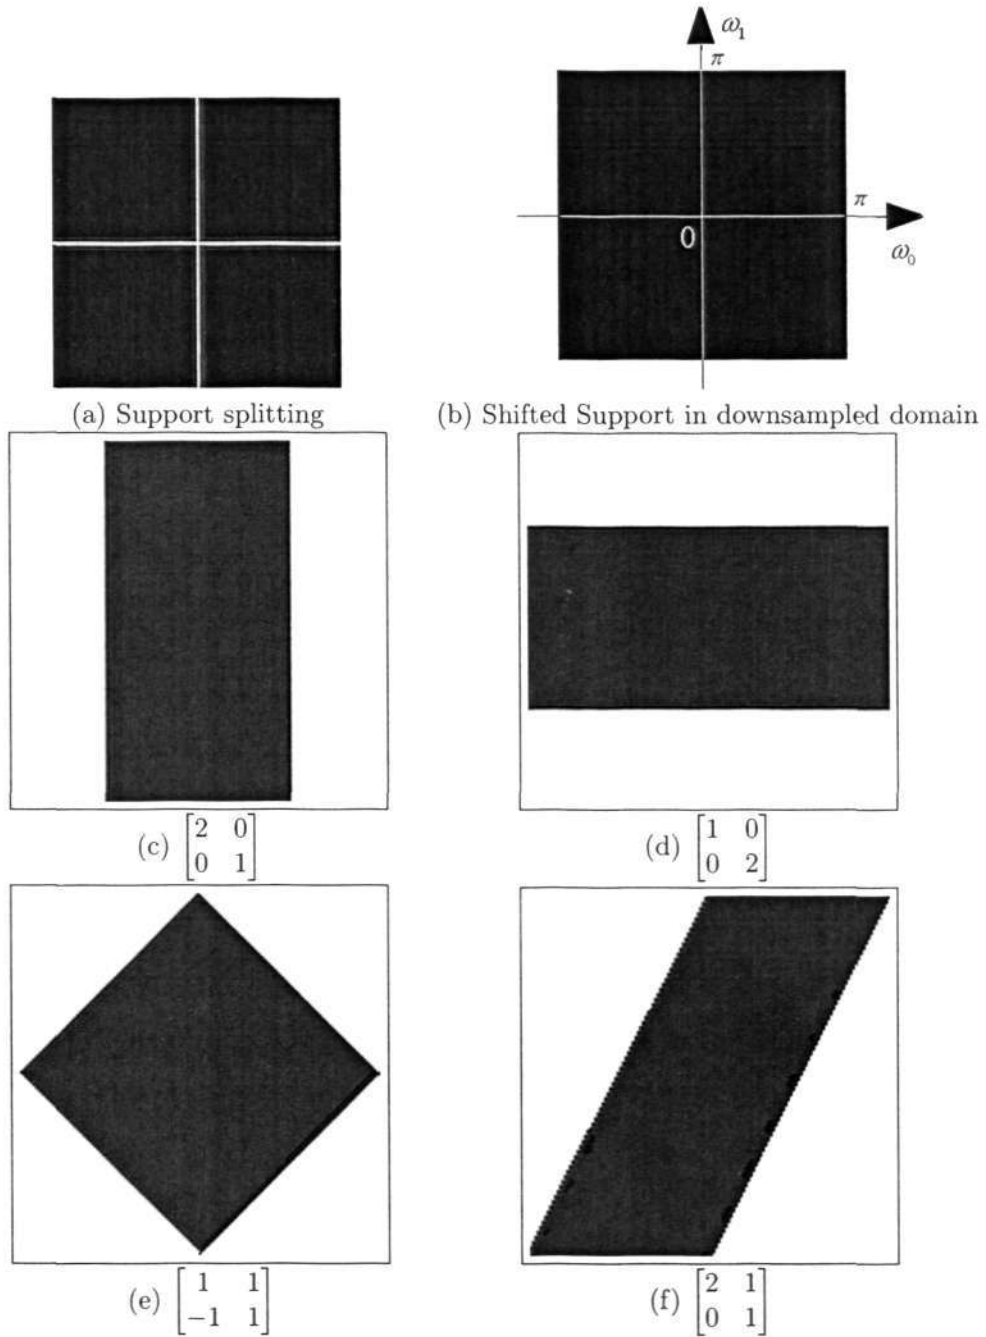 ω₁
π
π
0
ω₀
(a) Support splitting
(b) Shifted Support in downsampled domain
(c) [2 0
0 1]
(d) [1 0
0 2]
(e) [1 1
−1 1]
(f) [2 1
0 1]